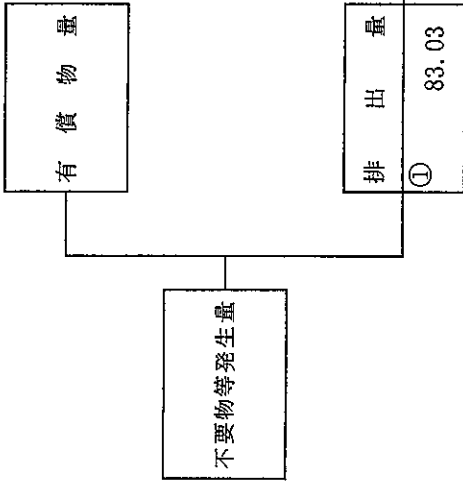 不要物等発生量
有償物量
排出量
①
83.03